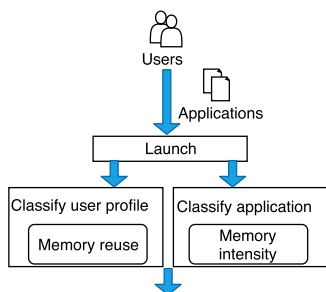 Users
Applications
Launch
Classify user profile
Memory reuse
Classify application
Memory
intensity